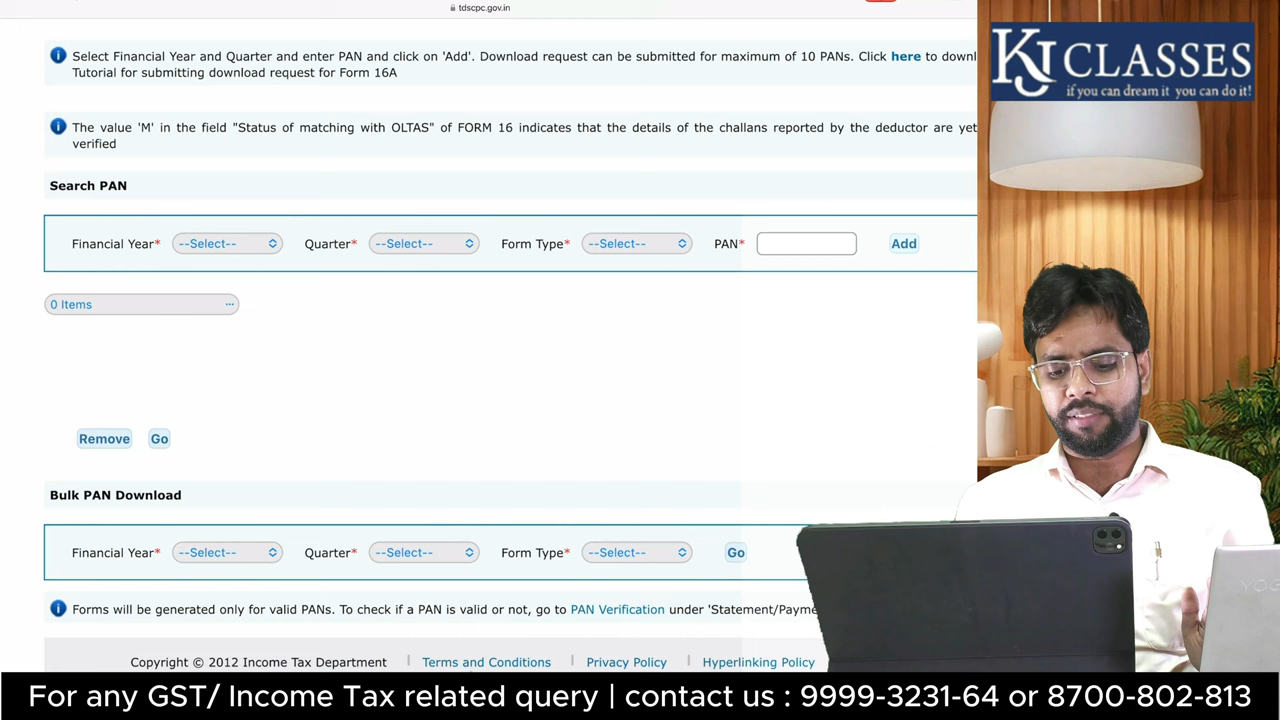 tdscpc.gov.in
Select Financial Year and Quarter and enter PAN and click on 'Add'. Download request can be submitted for maximum of 10 PANs. Click here to downl
Tutorial for submitting download request for Form 16A
The value 'M' in the field "Status of matching with OLTAS" of FORM 16 indicates that the details of the challans reported by the deductor are yet
verified
Search PAN
Financial Year* --Select-- Quarter* --Select-- Form Type* --Select-- PAN* Add
0 Items
Remove Go
Bulk PAN Download
Financial Year* --Select-- Quarter* --Select-- Form Type* --Select-- Go
Forms will be generated only for valid PANs. To check if a PAN is valid or not, go to PAN Verification under 'Statement/Payme
Copyright © 2012 Income Tax Department | Terms and Conditions | Privacy Policy | Hyperlinking Policy
KJ CLASSES
if you can dream it you can do it!
YOG
For any GST/ Income Tax related query | contact us : 9999-3231-64 or 8700-802-813